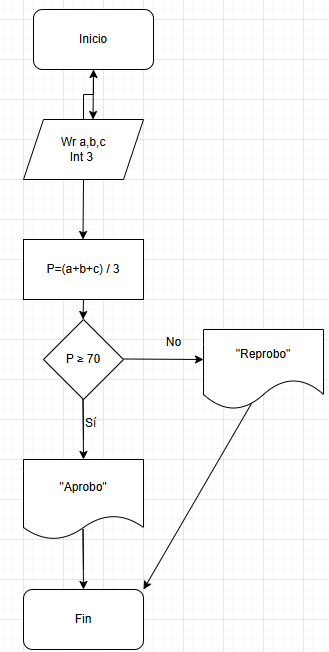 Inicio
Wr a,b,c
Int 3
P=(a+b+c) / 3
P ≥ 70
No
"Reprobo"
Sí
"Aprobo"
Fin